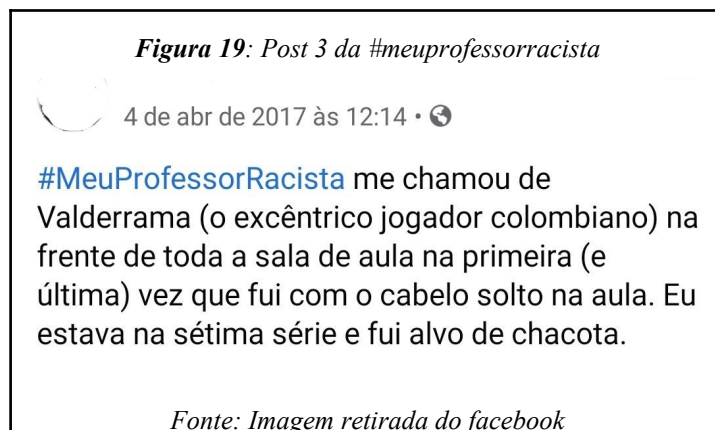 Figura 19: Post 3 da #meuprofessorracista
4 de abr de 2017 às 12:14 •
#MeuProfessorRacista me chamou de
Valderrama (o excêntrico jogador colombiano) na
frente de toda a sala de aula na primeira (e
última) vez que fui com o cabelo solto na aula. Eu
estava na sétima série e fui alvo de chacota.
Fonte: Imagem retirada do facebook